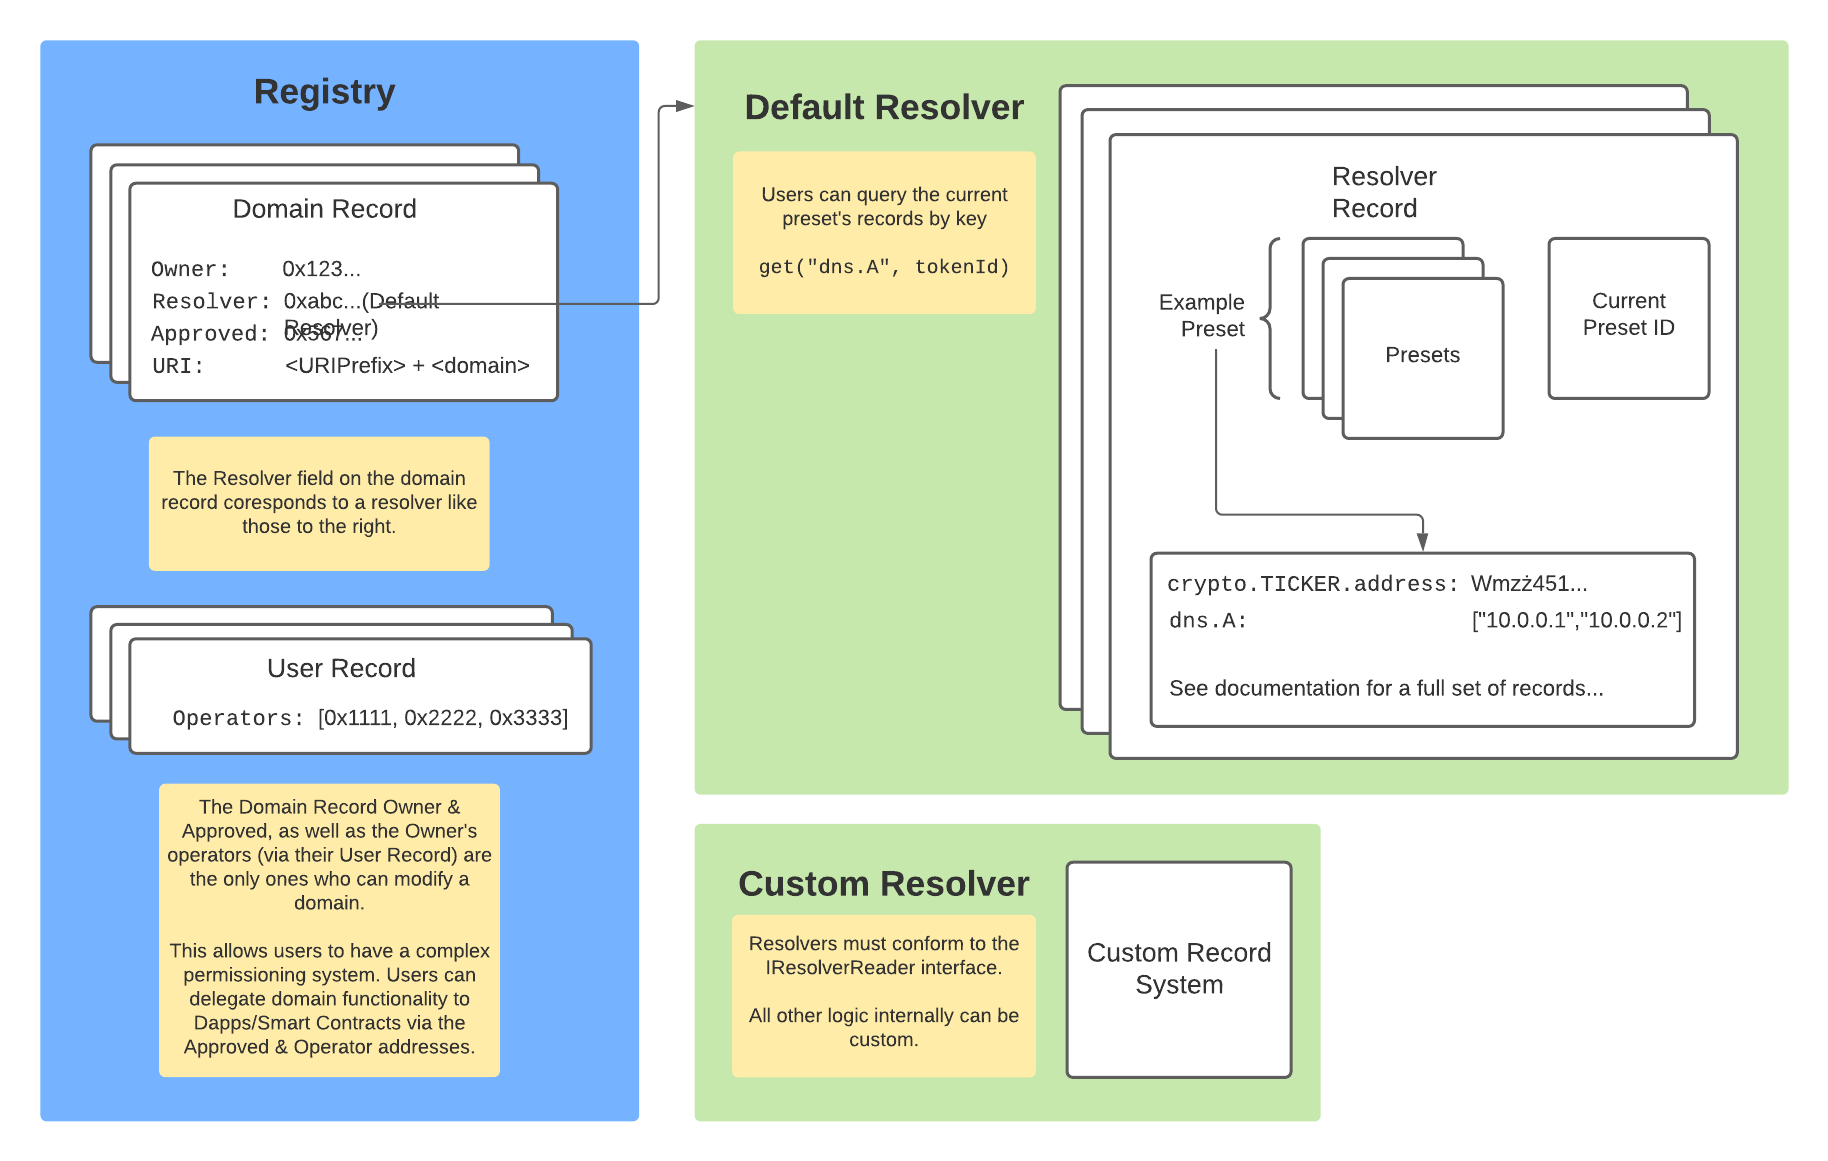 Registry
Domain Record
Owner: 0x123...
Resolver: 0xabc...(Default
Resolver)
Approved: 0x567...
URI: <URIPrefix> + <domain>
The Resolver field on the domain
record coresponds to a resolver like
those to the right.
User Record
Operators: [0x1111, 0x2222, 0x3333]
The Domain Record Owner &
Approved, as well as the Owner's
operators (via their User Record) are
the only ones who can modify a
domain.
This allows users to have a complex
permissioning system. Users can
delegate domain functionality to
Dapps/Smart Contracts via the
Approved & Operator addresses.
Default Resolver
Users can query the current
preset's records by key
get("dns.A", tokenId)
Resolver
Record
Example
Preset
Presets
Current
Preset ID
crypto.TICKER.address: Wmzż451...
dns.A: ["10.0.0.1","10.0.0.2"]
See documentation for a full set of records...
Custom Resolver
Resolvers must conform to the
IResolverReader interface.
All other logic internally can be
custom.
Custom Record
System